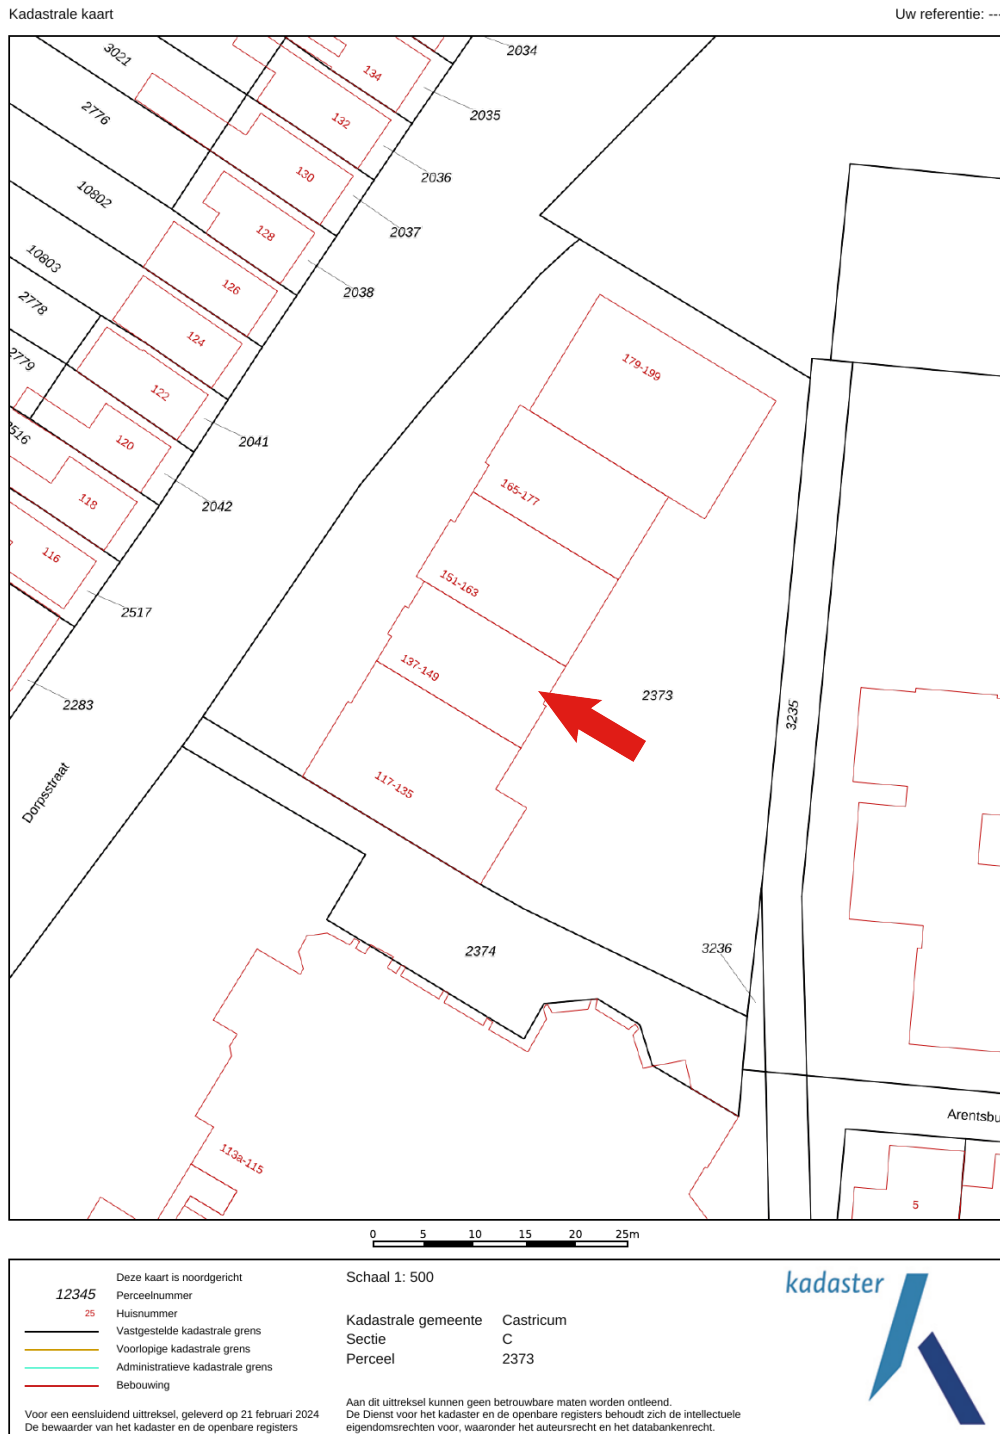 Kadastrale kaart
Uw referentie: ---
2034
3021
134
2035
2776
132
130
2036
10802
128
2037
10803
126
2038
2778
124
179-199
2779
122
2041
120
165-177
118
2042
116
151-163
2517
137-149
2373
2283
3235
Dorpsstraat
117-135
2374
3236
Arentsbu
113a-115
5
0 5 10 15 20 25m
Deze kaart is noordgericht
12345 Perceelnummer
25 Huisnummer
Vastgestelde kadastrale grens
Voorlopige kadastrale grens
Administratieve kadastrale grens
Bebouwing
Voor een eensluidend uittreksel, geleverd op 21 februari 2024
De bewaarder van het kadaster en de openbare registers
Schaal 1: 500
Kadastrale gemeente Castricum
Sectie C
Perceel 2373
Aan dit uittreksel kunnen geen betrouwbare maten worden ontleend.
De Dienst voor het kadaster en de openbare registers behoudt zich de intellectuele
eigendomsrechten voor, waaronder het auteursrecht en het databankenrecht.
kadaster